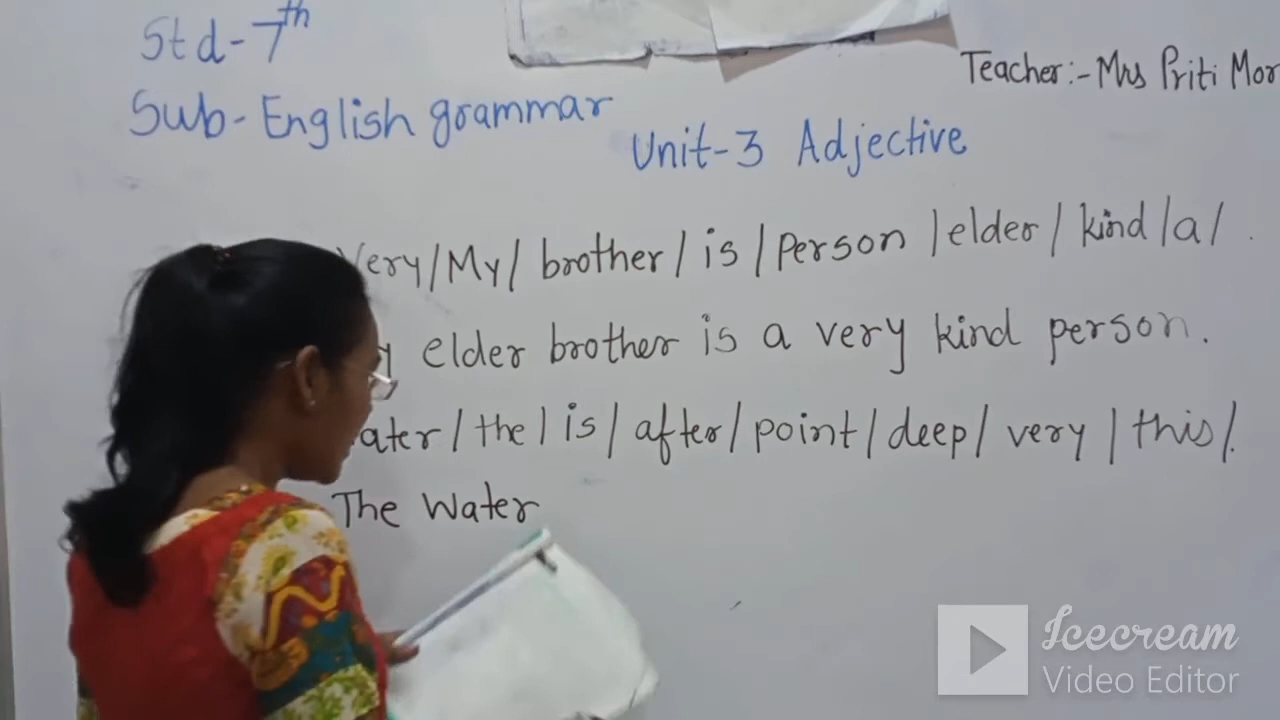 Std-7th
Teacher:- Mrs Priti Mor
Sub-English grammar
Unit-3 Adjective
Very/My/ brother/ is /Person /elder/ kind/a/ .
elder brother is a very kind person.
ater/the/is/after/point/deep/ very /this/.
The Water
Icecream
Video Editor